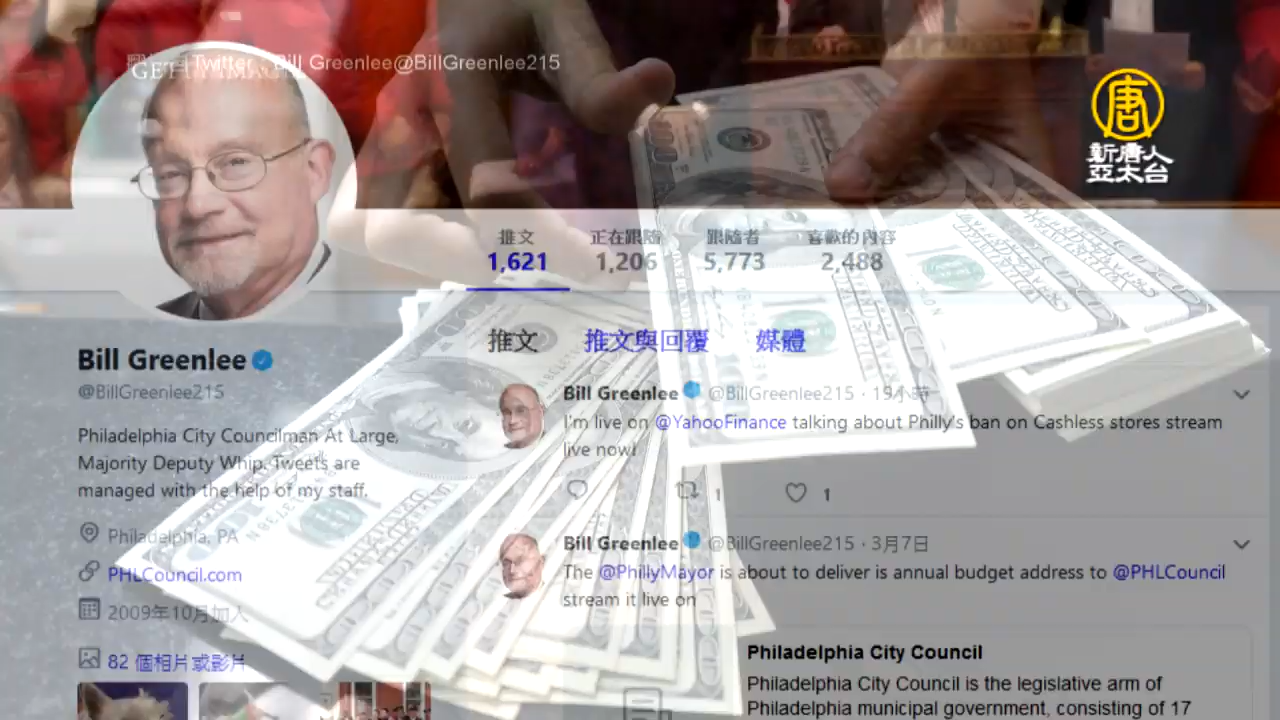 Twitter : Bill Greenlee@BillGreenlee215
GETTY IMAGES
唐
新唐人
亞太台
推文 正在跟隨 跟隨者 喜歡的內容
1,621 1,206 5,773 2,488
推文 推文與回覆 媒體
Bill Greenlee
@BillGreenlee215
Philadelphia City Councilman At Large,
Majority Deputy Whip. Tweets are
managed with the help of my staff.
Philadelphia, PA
PHLCouncil.com
2009年10月加入
82 個相片或影片
Bill Greenlee @BillGreenlee215 · 19小時
I'm live on @YahooFinance talking about Philly's ban on Cashless stores stream
live now!
1 1
Bill Greenlee @BillGreenlee215 · 3月7日
The @PhillyMayor is about to deliver is annual budget address to @PHLCouncil
stream it live on
Philadelphia City Council
Philadelphia City Council is the legislative arm of
Philadelphia municipal government, consisting of 17